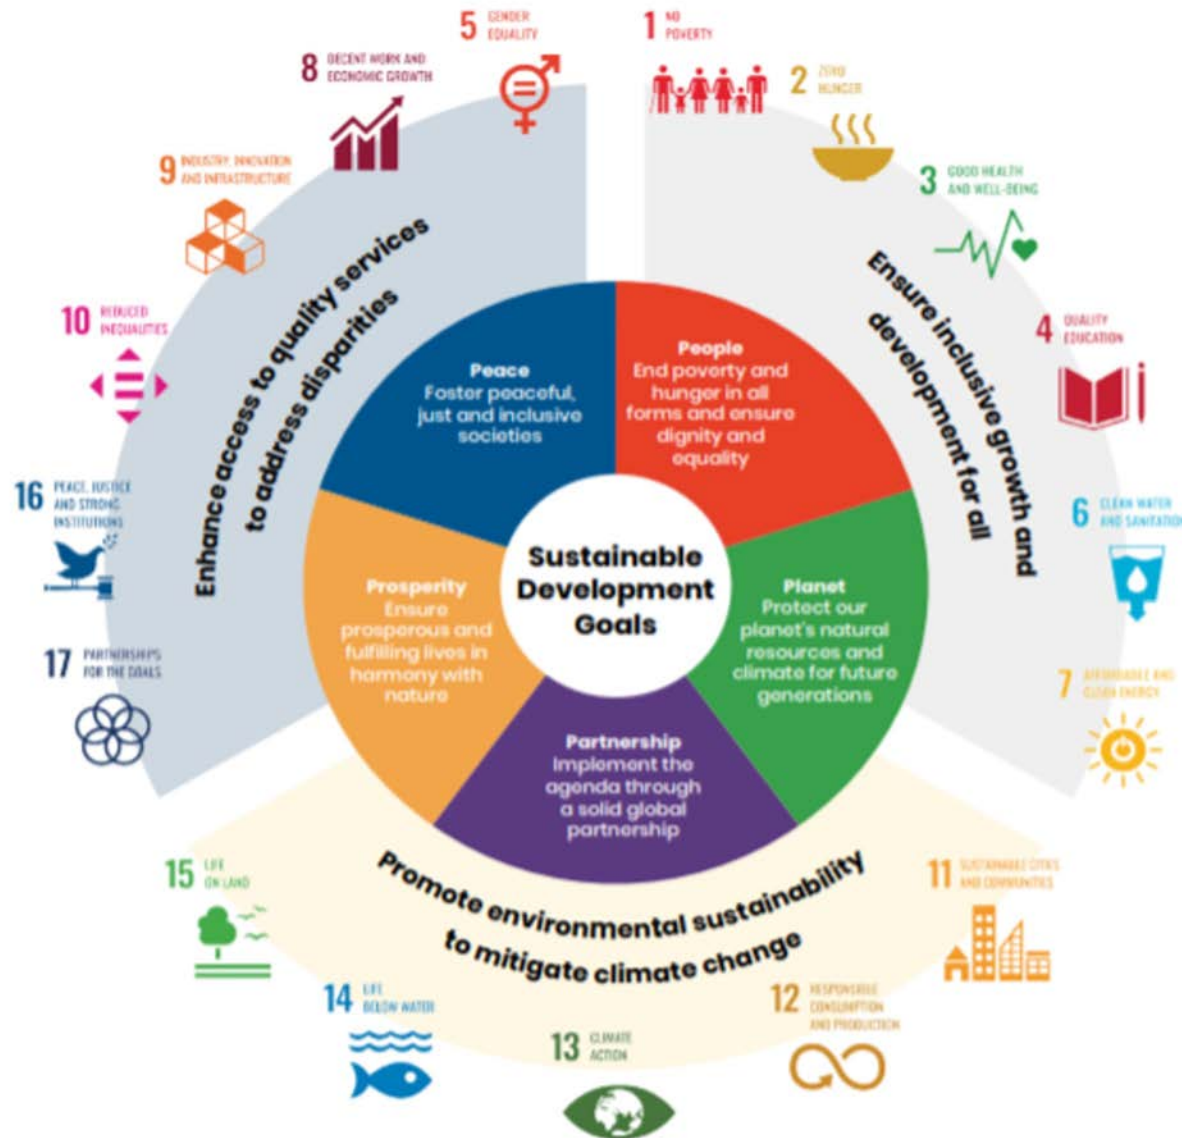 5 GENDER
EQUALITY
1 NO
POVERTY
8 DECENT WORK AND
ECONOMIC GROWTH
2 ZERO
HUNGER
9 INDUSTRY, INNOVATION
AND INFRASTRUCTURE
3 GOOD HEALTH
AND WELL-BEING
10 REDUCED
INEQUALITIES
4 QUALITY
EDUCATION
16 PEACE, JUSTICE
AND STRONG
INSTITUTIONS
6 CLEAN WATER
AND SANITATION
17 PARTNERSHIPS
FOR THE GOALS
7 AFFORDABLE AND
CLEAN ENERGY
15 LIFE
ON LAND
11 SUSTAINABLE CITIES
AND COMMUNITIES
14 LIFE
BELOW WATER
12 RESPONSIBLE
CONSUMPTION
AND PRODUCTION
13 CLIMATE
ACTION
Enhance access to quality services
to address disparities
Ensure inclusive growth and
development for all
Promote environmental sustainability
to mitigate climate change
Peace
Foster peaceful,
just and inclusive
societies
People
End poverty and
hunger in all
forms and ensure
dignity and
equality
Prosperity
Ensure
prosperous and
fulfilling lives in
harmony with
nature
Sustainable
Development
Goals
Planet
Protect our
planet's natural
resources and
climate for future
generations
Partnership
Implement the
agenda through
a solid global
partnership